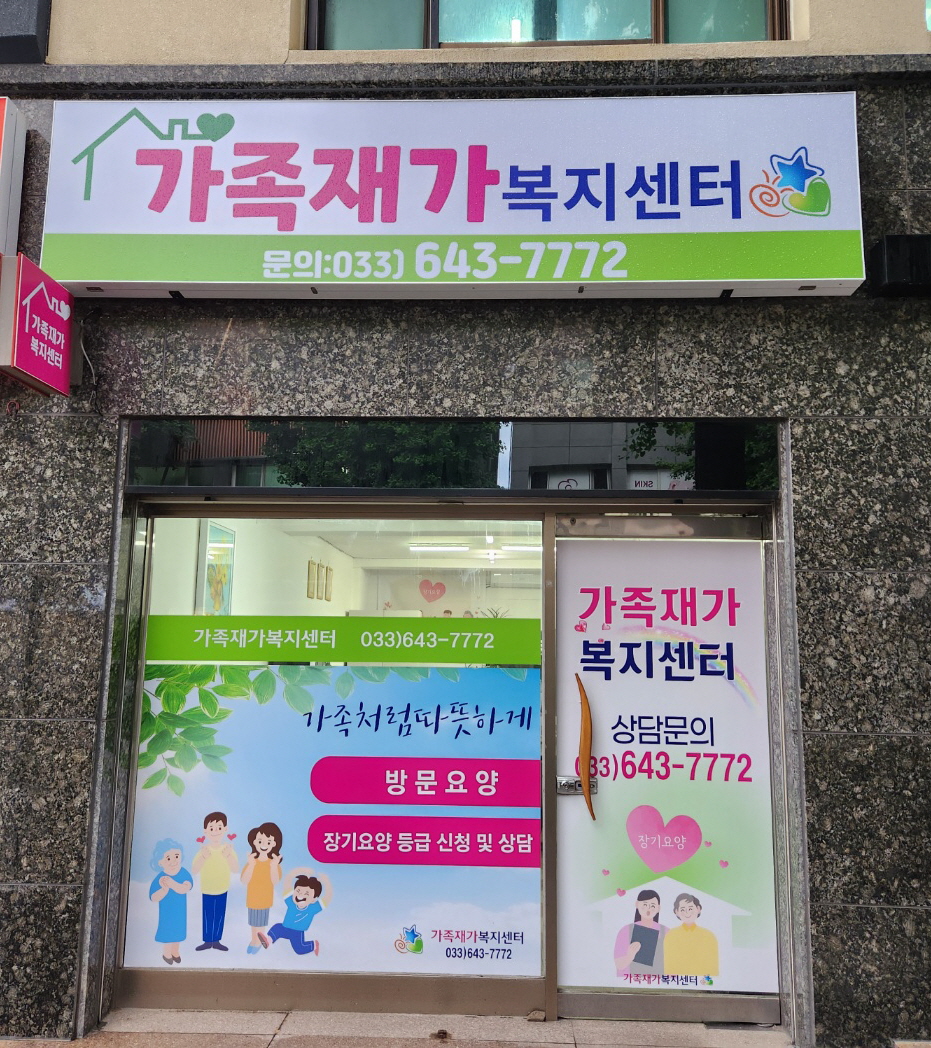 가족재가복지센터
문의:033) 643-7772
가족재가
복지센터
SKIN
가족재가복지센터 033)643-7772
가족처럼따뜻하게
방문요양
장기요양 등급 신청 및 상담
가족재가복지센터
033)643-7772
가족재가
복지센터
상담문의
033)643-7772
장기요양
가족재가복지센터